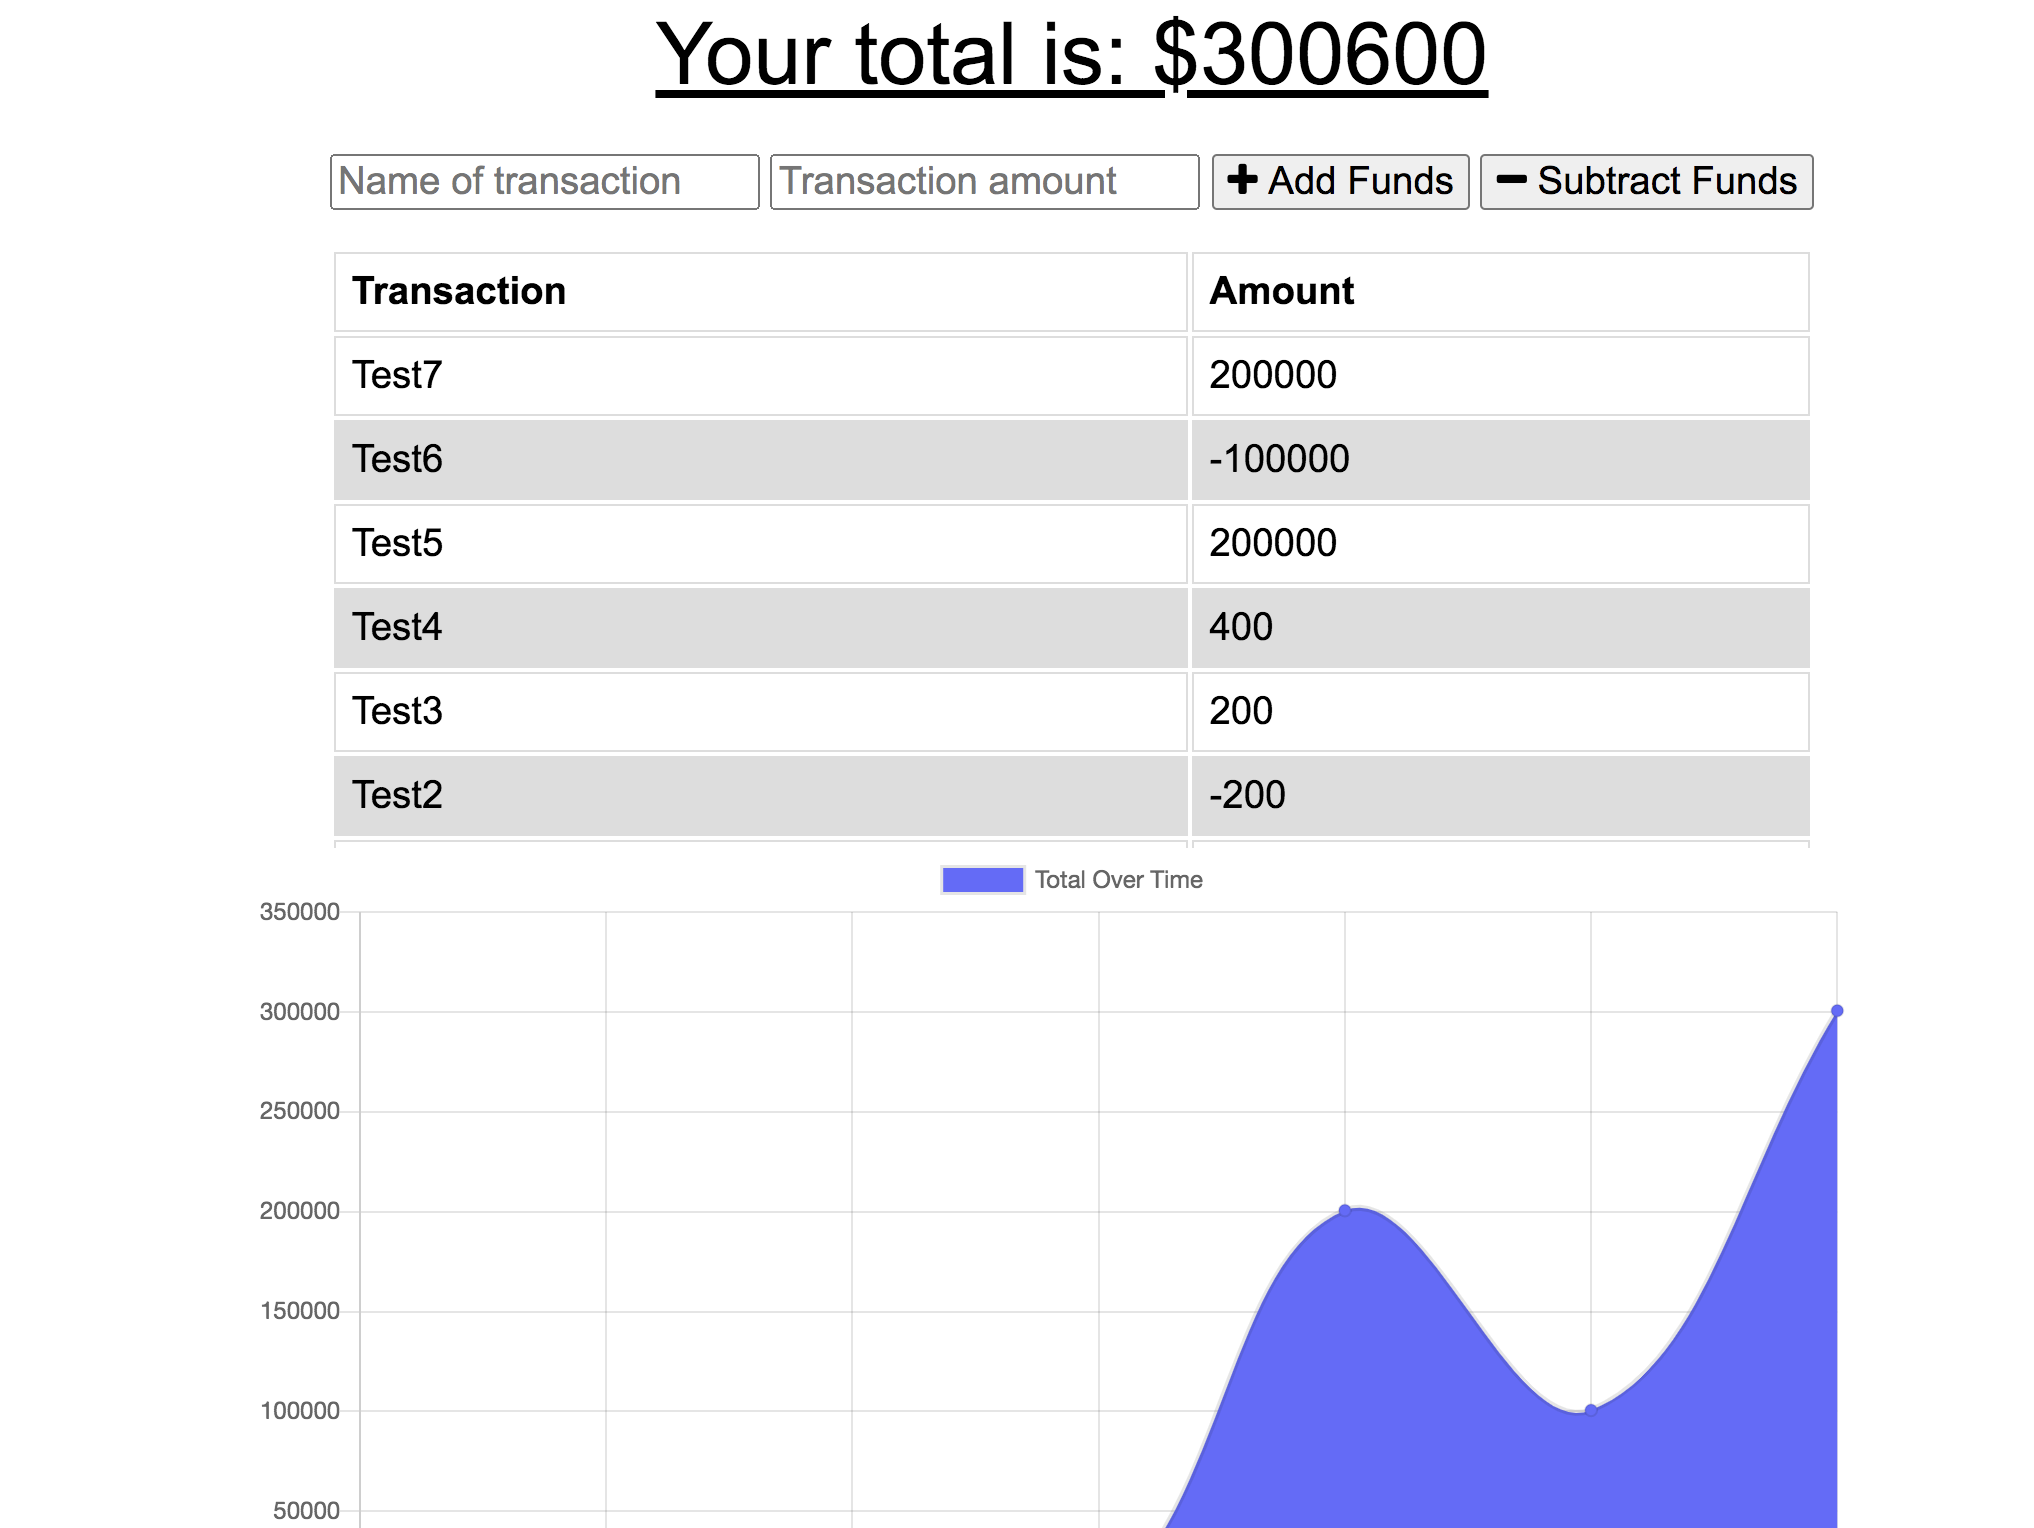 Your total is: $300600
Name of transaction Transaction amount Add Funds Subtract Funds
Transaction Amount
Test7 200000
Test6 -100000
Test5 200000
Test4 400
Test3 200
Test2 -200
Total Over Time
350000
300000
250000
200000
150000
100000
50000